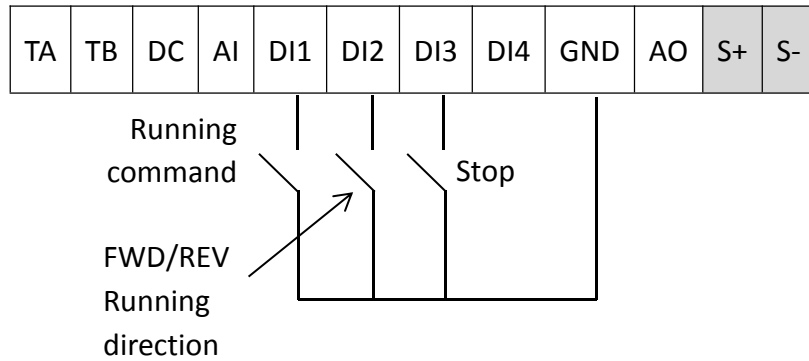 TA TB DC AI DI1 DI2 DI3 DI4 GND AO S+ S-
Running
command
Stop
FWD/REV
Running
direction